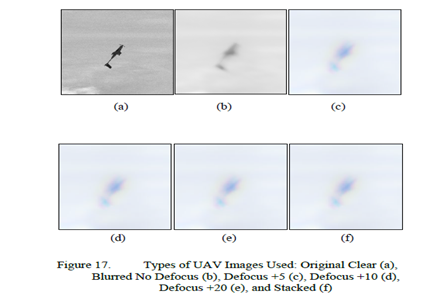 (a) (b) (c)
(d) (e) (f)
Figure 17. Types of UAV Images Used: Original Clear (a),
Blurred No Defocus (b), Defocus +5 (c), Defocus +10 (d),
Defocus +20 (e), and Stacked (f)